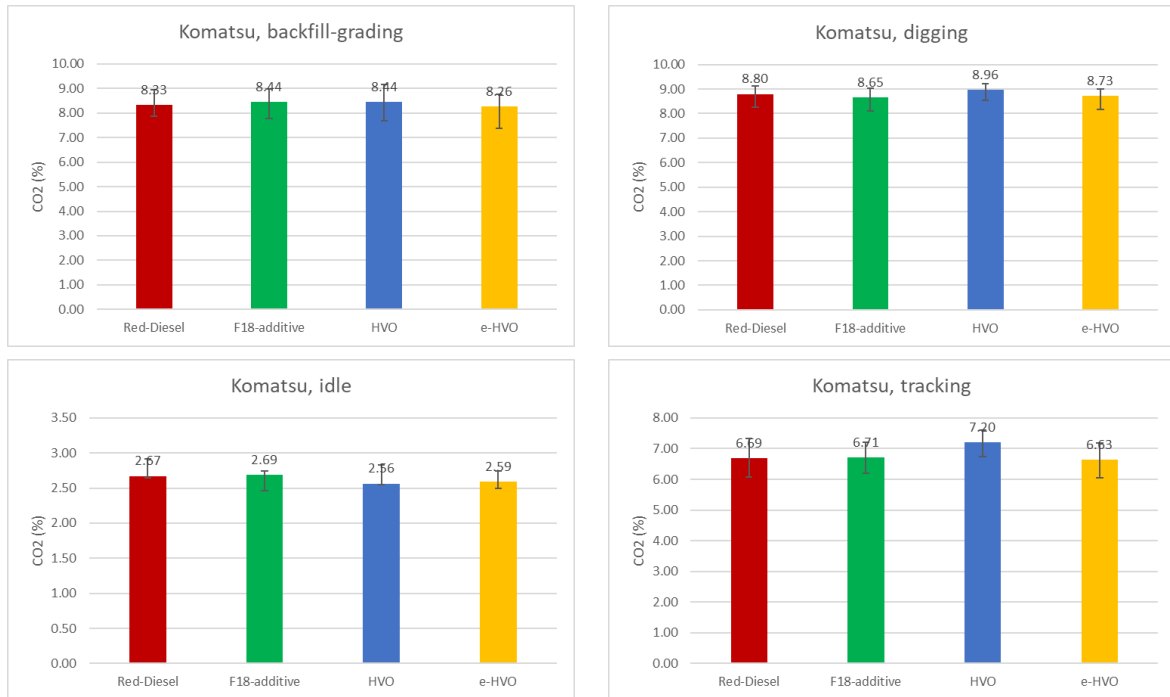 Komatsu, backfill-grading
CO2 (%)
10.00
9.00
8.00
7.00
6.00
5.00
4.00
3.00
2.00
1.00
0.00
8.33
8.44
8.44
8.26
Red-Diesel
F18-additive
HVO
e-HVO
Komatsu, digging
CO2 (%)
10.00
9.00
8.00
7.00
6.00
5.00
4.00
3.00
2.00
1.00
0.00
8.80
8.65
8.96
8.73
Red-Diesel
F18-additive
HVO
e-HVO
Komatsu, idle
CO2 (%)
3.50
3.00
2.50
2.00
1.50
1.00
0.50
0.00
2.67
2.69
2.56
2.59
Red-Diesel
F18-additive
HVO
e-HVO
Komatsu, tracking
CO2 (%)
8.00
7.00
6.00
5.00
4.00
3.00
2.00
1.00
0.00
6.69
6.71
7.20
6.63
Red-Diesel
F18-additive
HVO
e-HVO